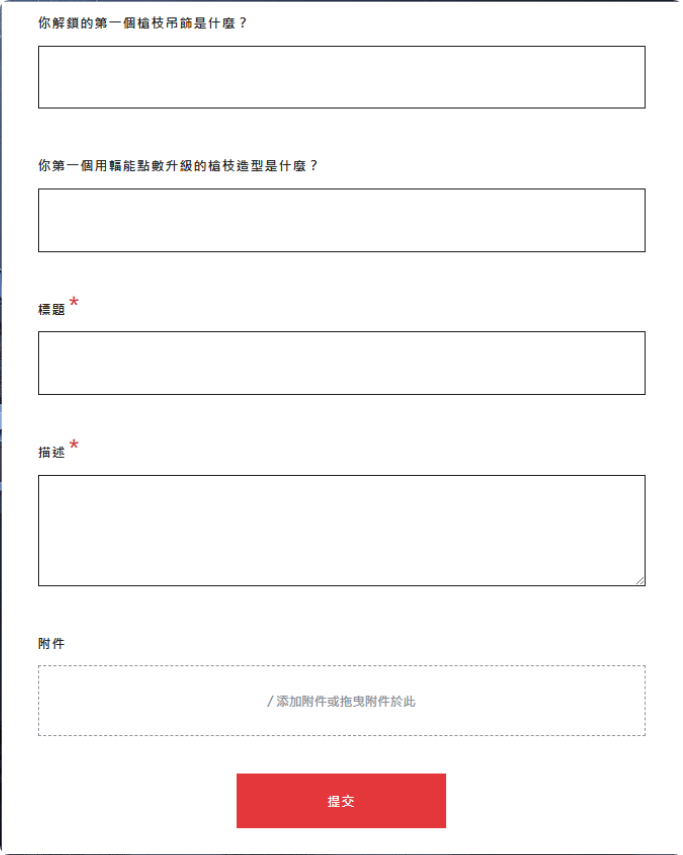 你解鎖的第一個槍枝吊飾是什麼？
你第一個用輻能點數升級的槍枝造型是什麼？
標題 *
描述 *
附件
/ 添加附件或拖曳附件於此
提交